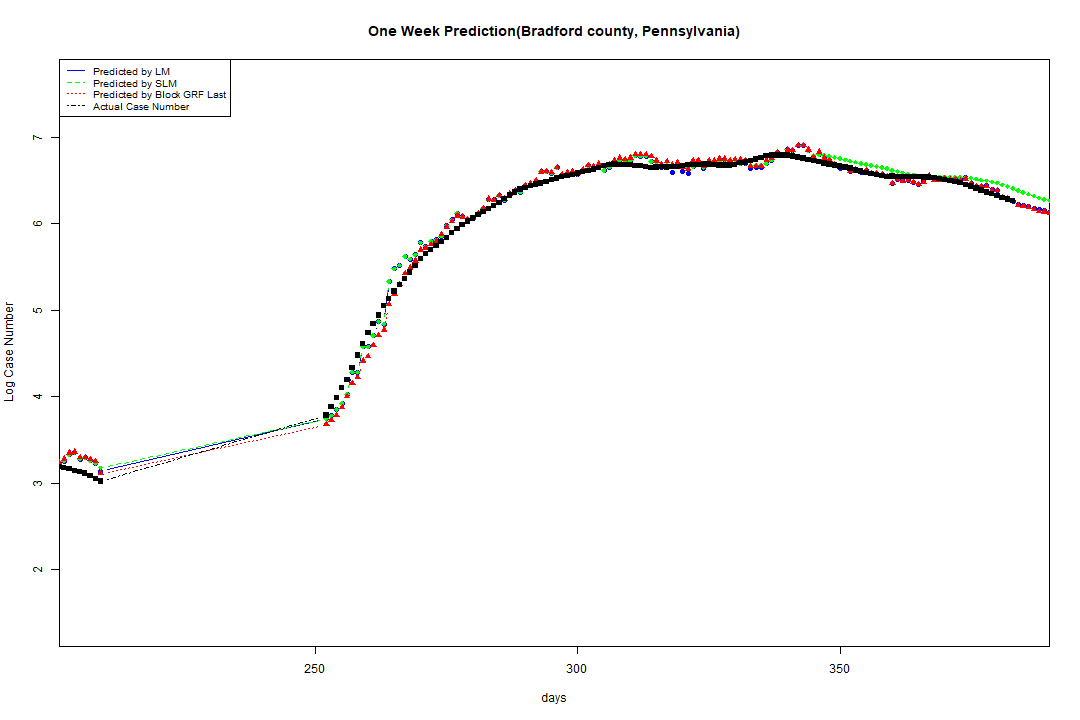 One Week Prediction(Bradford county, Pennsylvania)
Predicted by LM
Predicted by SLM
Predicted by Block GRF Last
Actual Case Number
7
6
5
4
3
2
Log Case Number
250
300
350
days